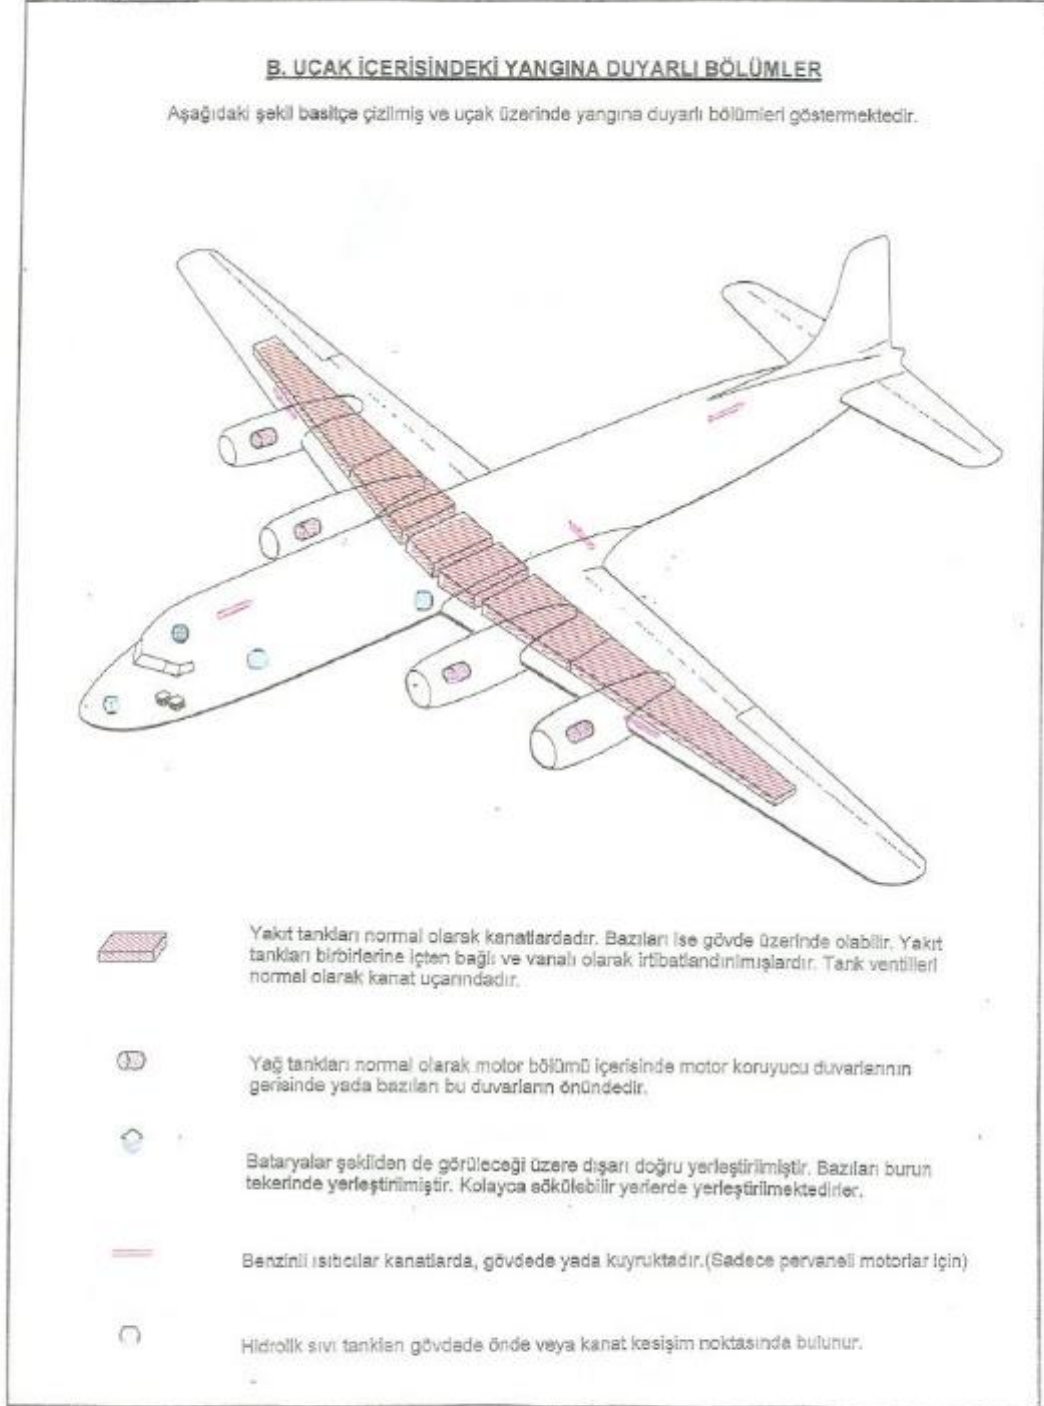 B. UÇAK İÇERİSİNDEKİ YANGINA DUYARLI BÖLÜMLER
Aşağıdaki şekil basitçe çizilmiş ve uçak üzerinde yangına duyarlı bölümleri göstermektedir.
Yakıt tankları normal olarak kanatlardadır. Bazıları ise gövde üzerinde olabilir. Yakıt
tankları birbirlerine içten bağlı ve vanalı olarak irtibatlandırılmışlardır. Tank ventilleri
normal olarak kanat uçarındadır.
Yağ tankları normal olarak motor bölümü içerisinde motor koruyucu duvarlarının
gerisinde yada bazıları bu duvarların önündedir.
Bataryalar şekilden de görüleceği üzere dışarı doğru yerleştirilmiştir. Bazıları burun
tekerinde yerleştirilmiştir. Kolayca sökülebilir yerlerde yerleştirilmektedirler.
Benzinli ısıtıcılar kanatlarda, gövdede yada kuyruktadır.(Sadece pervaneli motorlar için)
Hidrolik sıvı tankları gövdede önde veya kanat kesişim noktasında bulunur.